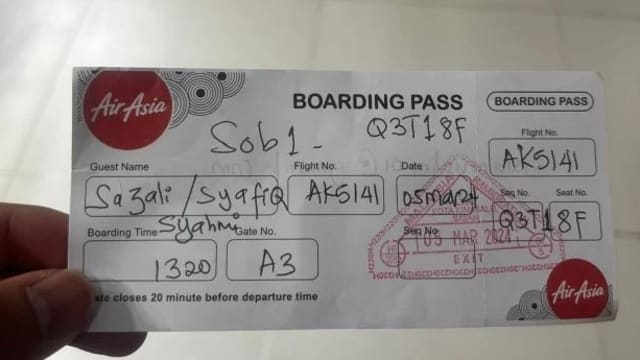 AirAsia
BOARDING PASS
BOARDING PASS
Sob1 - Q3T18F
Flight No.
AK5141
Guest Name Flight No. Date Seq No. Seat No.
Sazali / Syafiq AK5141 05mar24 Q3T18F
Syahmi
Boarding Time Gate No. Seq No.
1320 A3
05 MAR 2024
EXIT
te closes 20 minute before departure time
AirAsia